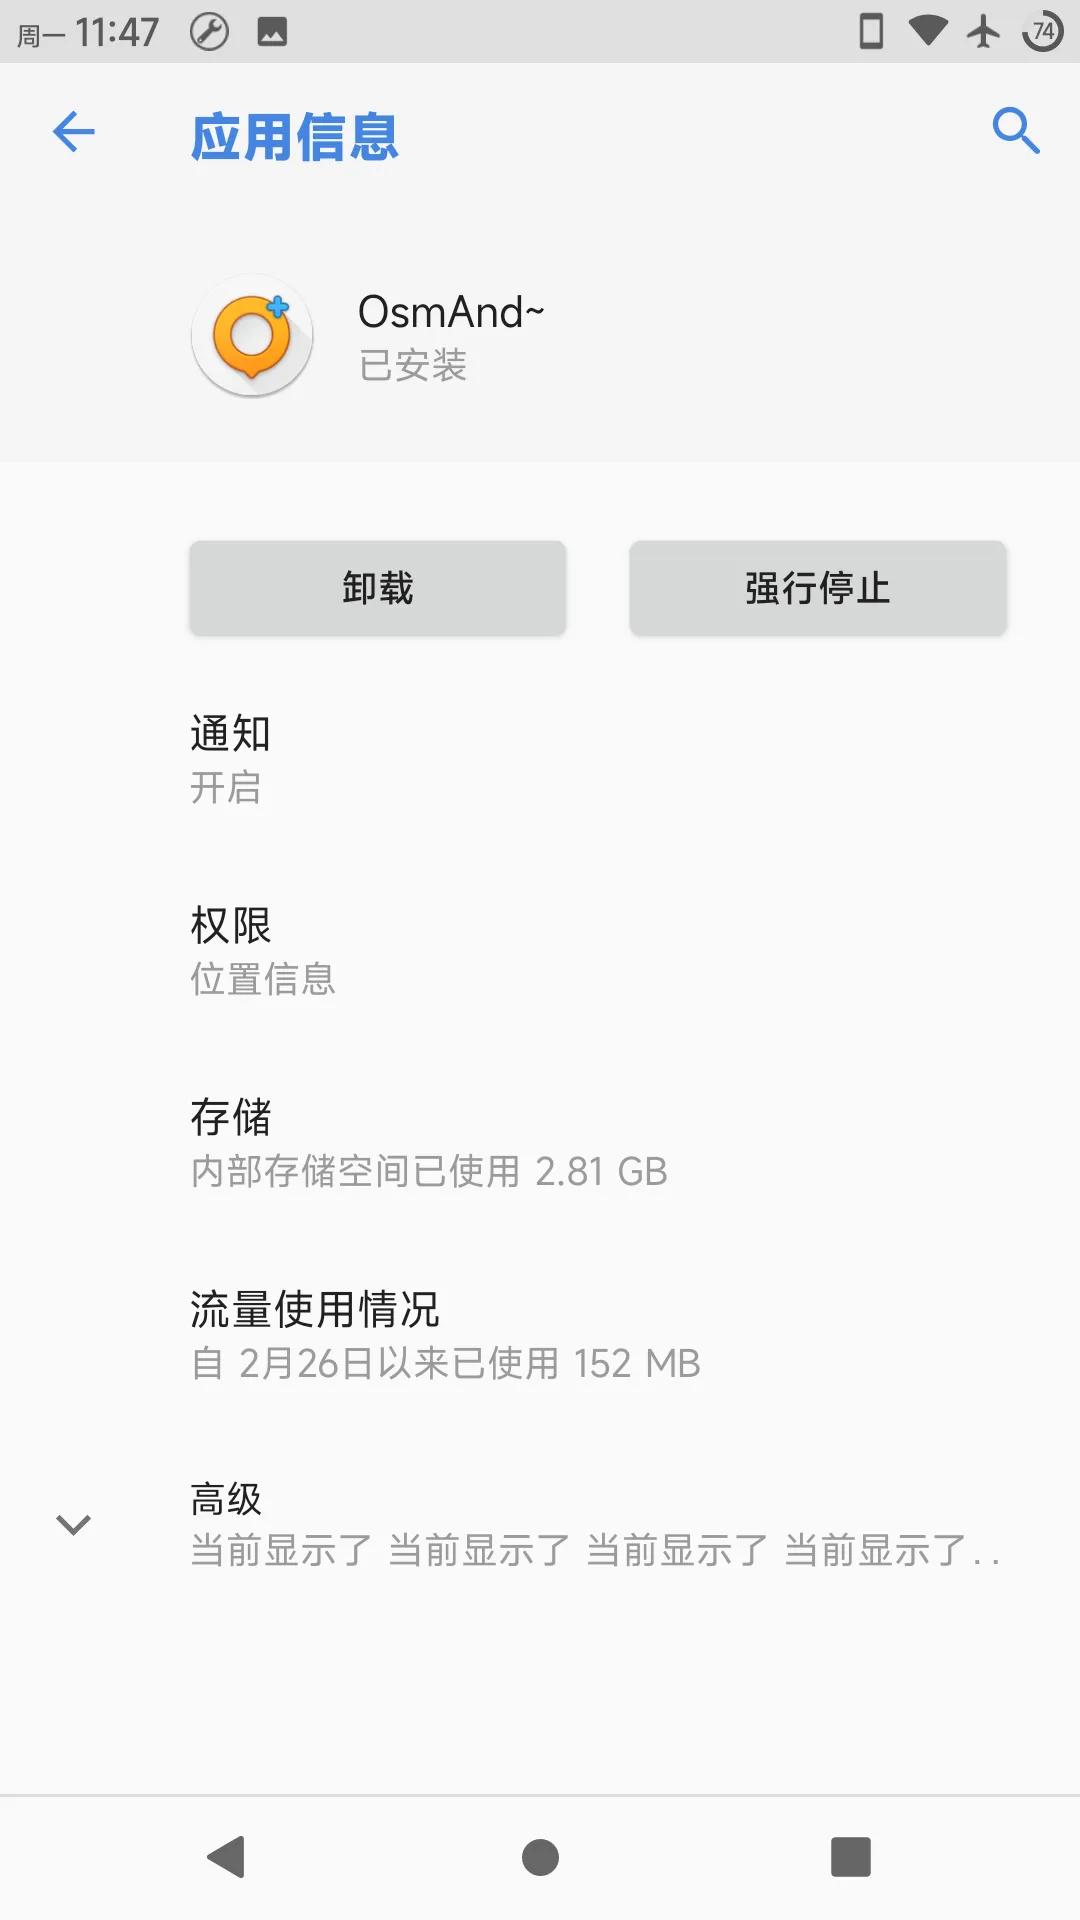 周一 11:47
74
应用信息
OsmAnd~
已安装
卸载
强行停止
通知
开启
权限
位置信息
存储
内部存储空间已使用 2.81 GB
流量使用情况
自 2月26日以来已使用 152 MB
高级
当前显示了 当前显示了 当前显示了 当前显示了..